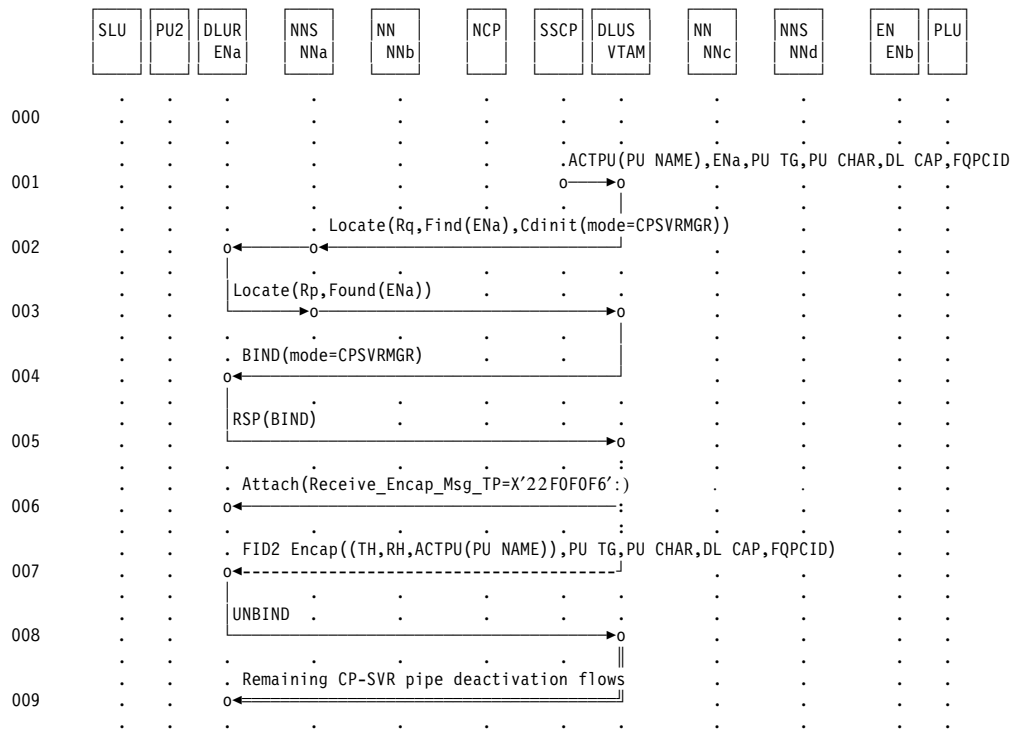 SLU PU2 DLUR NNS NN NCP SSCP DLUS NN NNS EN PLU
ENa NNa NNb VTAM NNc NNd ENb
000
.ACTPU(PU NAME),ENa,PU TG,PU CHAR,DL CAP,FQPCID
001
Locate(Rq,Find(ENa),Cdinit(mode=CPSVRMGR))
002
Locate(Rp,Found(ENa))
003
BIND(mode=CPSVRMGR)
004
RSP(BIND)
005
Attach(Receive_Encap_Msg_TP=X'22F0F0F6':)
006
FID2 Encap((TH,RH,ACTPU(PU NAME)),PU TG,PU CHAR,DL CAP,FQPCID)
007
UNBIND
008
Remaining CP-SVR pipe deactivation flows
009